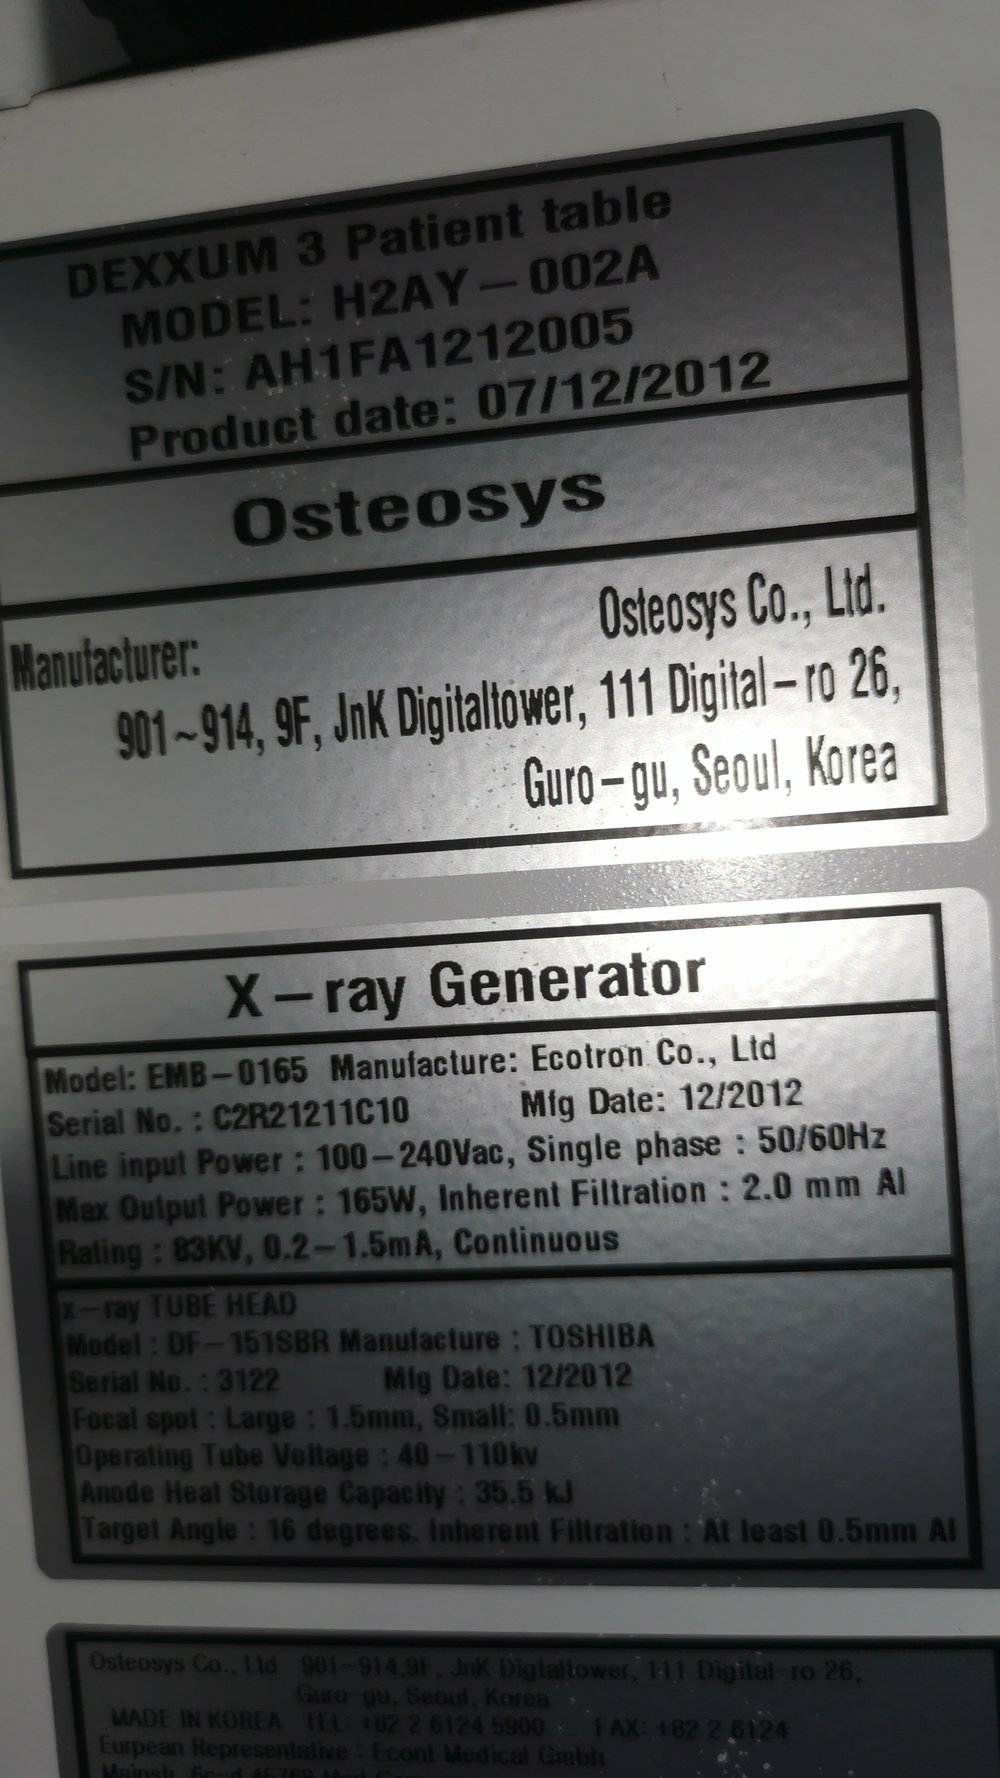 DEXXUM 3 Patient table
MODEL: H2AY-002A
S/N: AH1FA1212005
Product date: 07/12/2012
Osteosys
Manufacturer:
Osteosys Co., Ltd.
901~914, 9F, JnK Digitaltower, 111 Digital-ro 26,
Guro-gu, Seoul, Korea
X-ray Generator
Model: EMB-0165 Manufacture: Ecotron Co., Ltd
Serial No. : C2R21211C10 Mfg Date: 12/2012
Line input Power : 100-240Vac, Single phase : 50/60Hz
Max Output Power : 165W, Inherent Filtration : 2.0 mm Al
Rating : 83KV, 0.2-1.5mA, Continuous
x-ray TUBE HEAD
Model : DF-151SBR Manufacture : TOSHIBA
Serial No. : 3122 Mfg Date: 12/2012
Focal spot : Large : 1.5mm, Small: 0.5mm
Operating Tube Voltage : 40-110kv
Anode Heat Storage Capacity : 35.5 kJ
Target Angle : 16 degrees. Inherent Filtration : At least 0.5mm Al
Osteosys Co., Ltd 901~914,9F, JnK Digtaltower, 111 Digital-ro 26,
Guro-gu, Seoul, Korea
MADE IN KOREA TEL: +82 2 6124 5900 FAX: +82 2 6124
Eurpean Representative : Econt Medical Gmbh